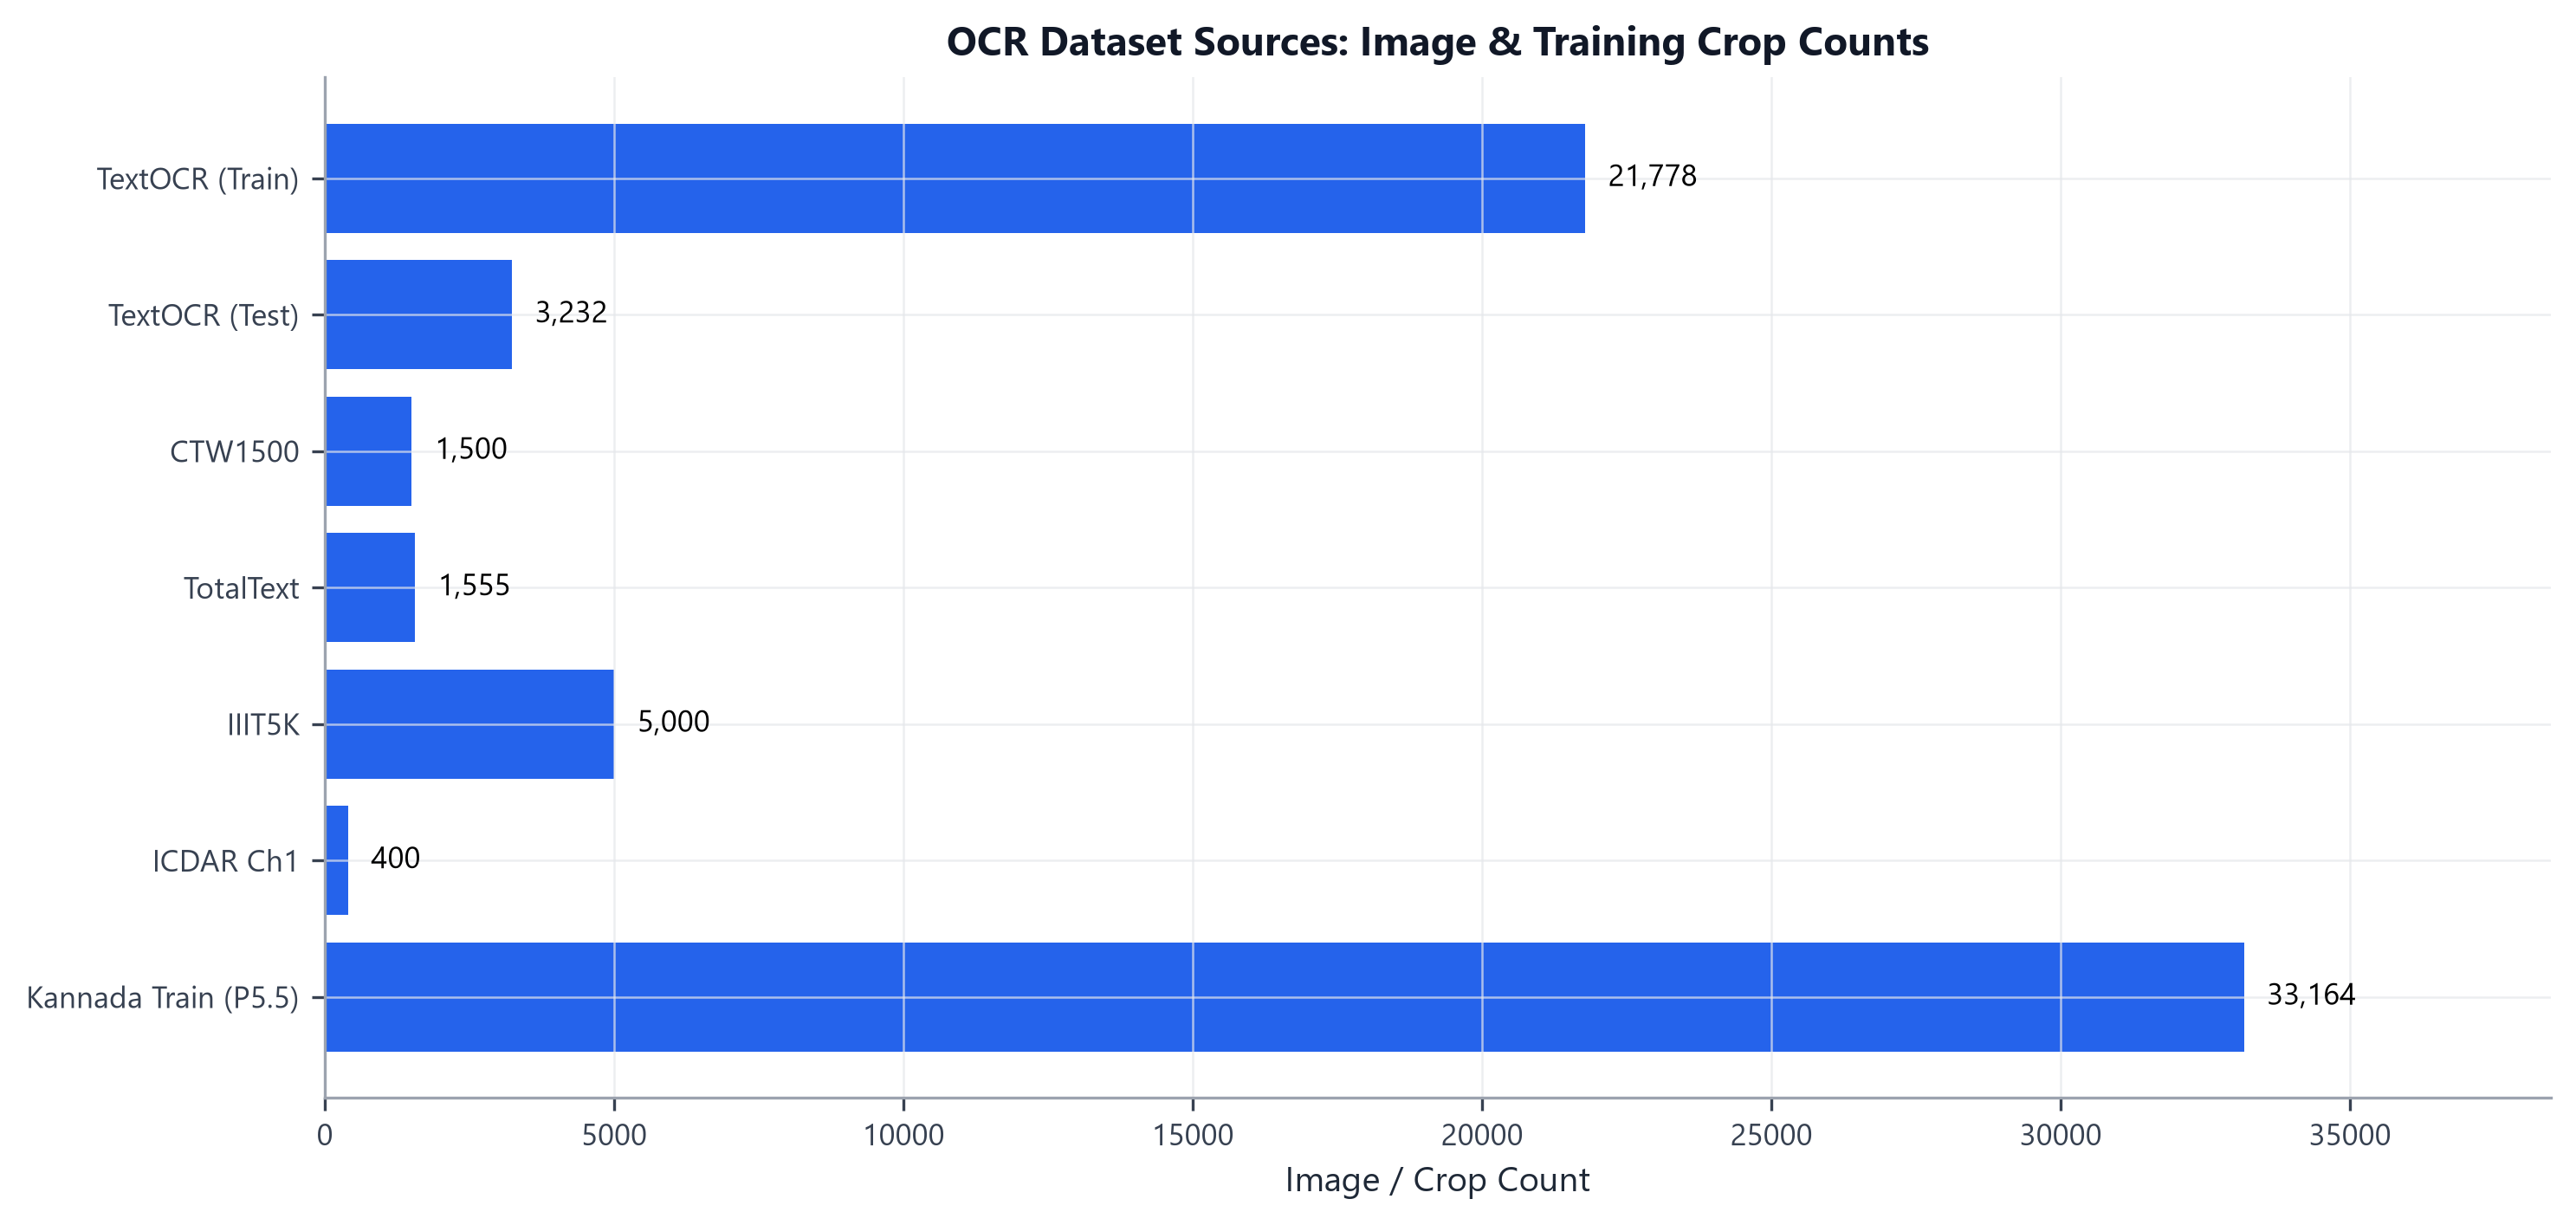 OCR Dataset Sources: Image & Training Crop Counts
TextOCR (Train) 21,778
TextOCR (Test) 3,232
CTW1500 1,500
TotalText 1,555
IIIT5K 5,000
ICDAR Ch1 400
Kannada Train (P5.5) 33,164
0 5000 10000 15000 20000 25000 30000 35000
Image / Crop Count